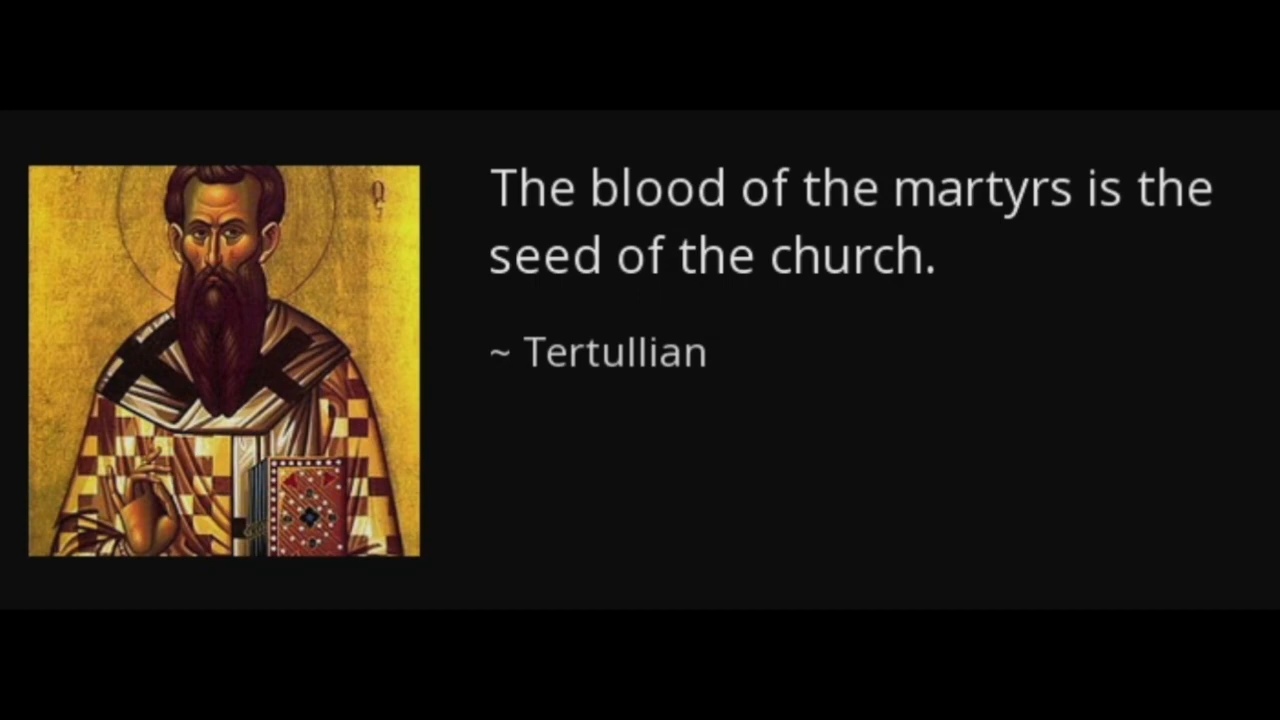 The blood of the martyrs is the
seed of the church.
~ Tertullian